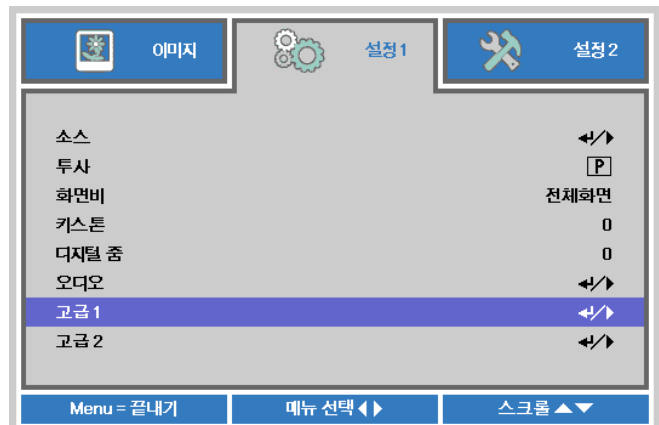 이미지 설정1 설정2
소스 ↵/▶
투사 P
화면비 전체화면
키스톤 0
디지털 줌 0
오디오 ↵/▶
고급1 ↵/▶
고급2 ↵/▶
Menu = 끝내기 메뉴 선택 ◀ ▶ 스크롤 ▲▼